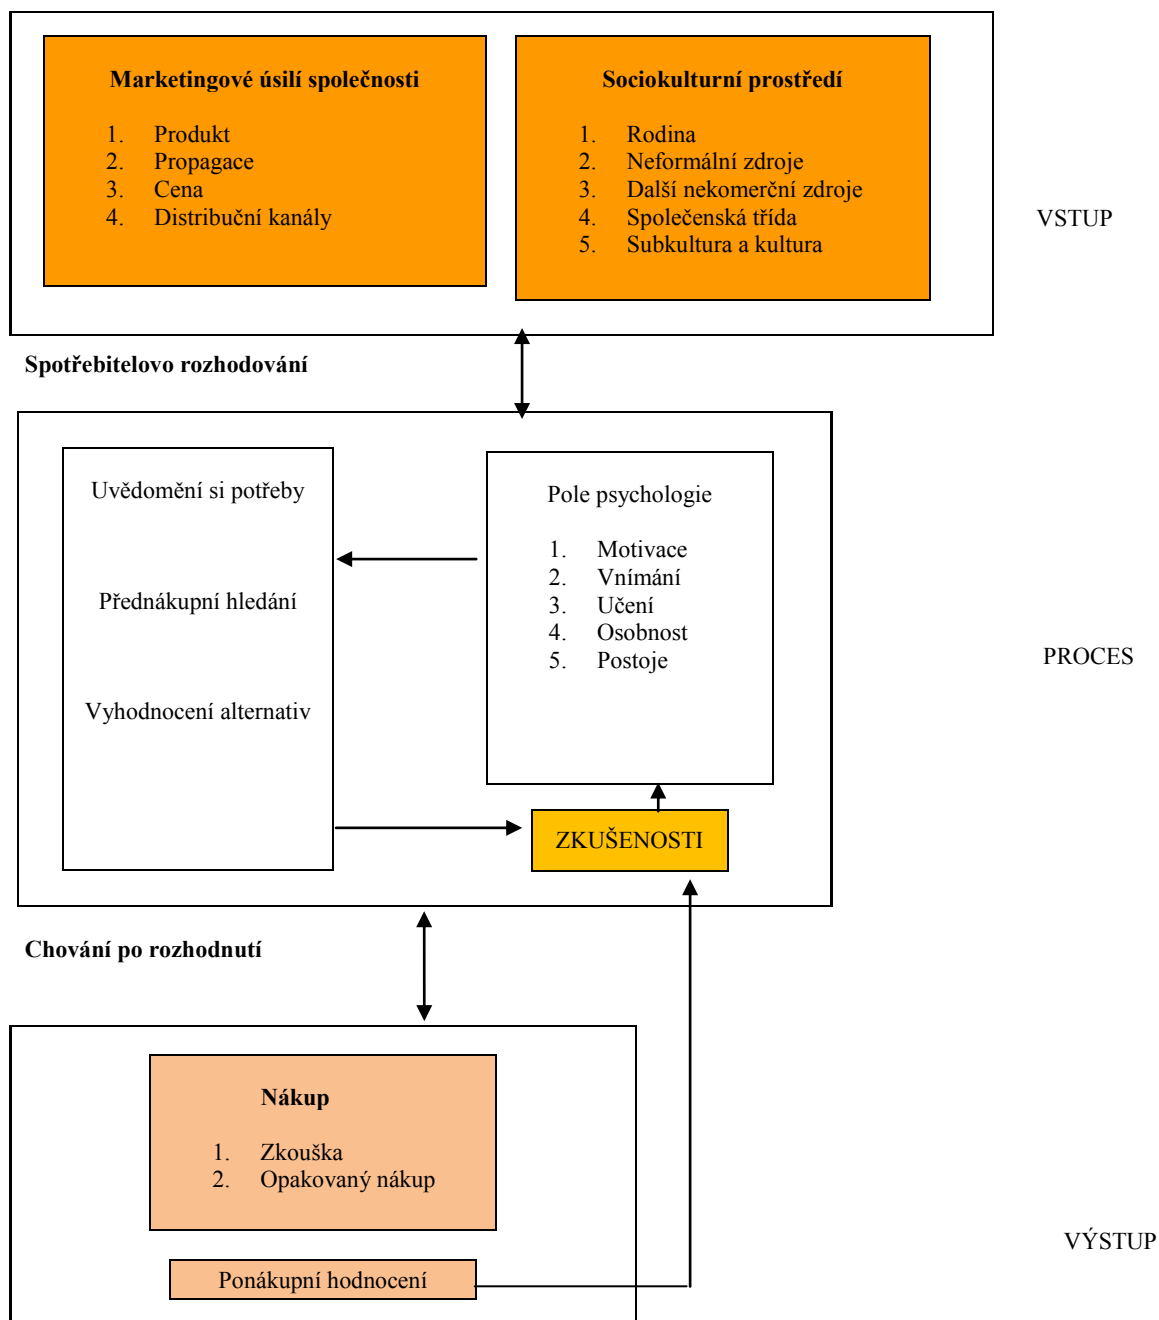 Marketingové úsilí společnosti
1. Produkt
2. Propagace
3. Cena
4. Distribuční kanály
Sociokulturní prostředí
1. Rodina
2. Neformální zdroje
3. Další nekomerční zdroje
4. Společenská třída
5. Subkultura a kultura
VSTUP
Spotřebitelovo rozhodování
Uvědomění si potřeby
Přednákupní hledání
Vyhodnocení alternativ
Pole psychologie
1. Motivace
2. Vnímání
3. Učení
4. Osobnost
5. Postoje
PROCES
ZKUŠENOSTI
Chování po rozhodnutí
Nákup
1. Zkouška
2. Opakovaný nákup
VÝSTUP
Ponákupní hodnocení